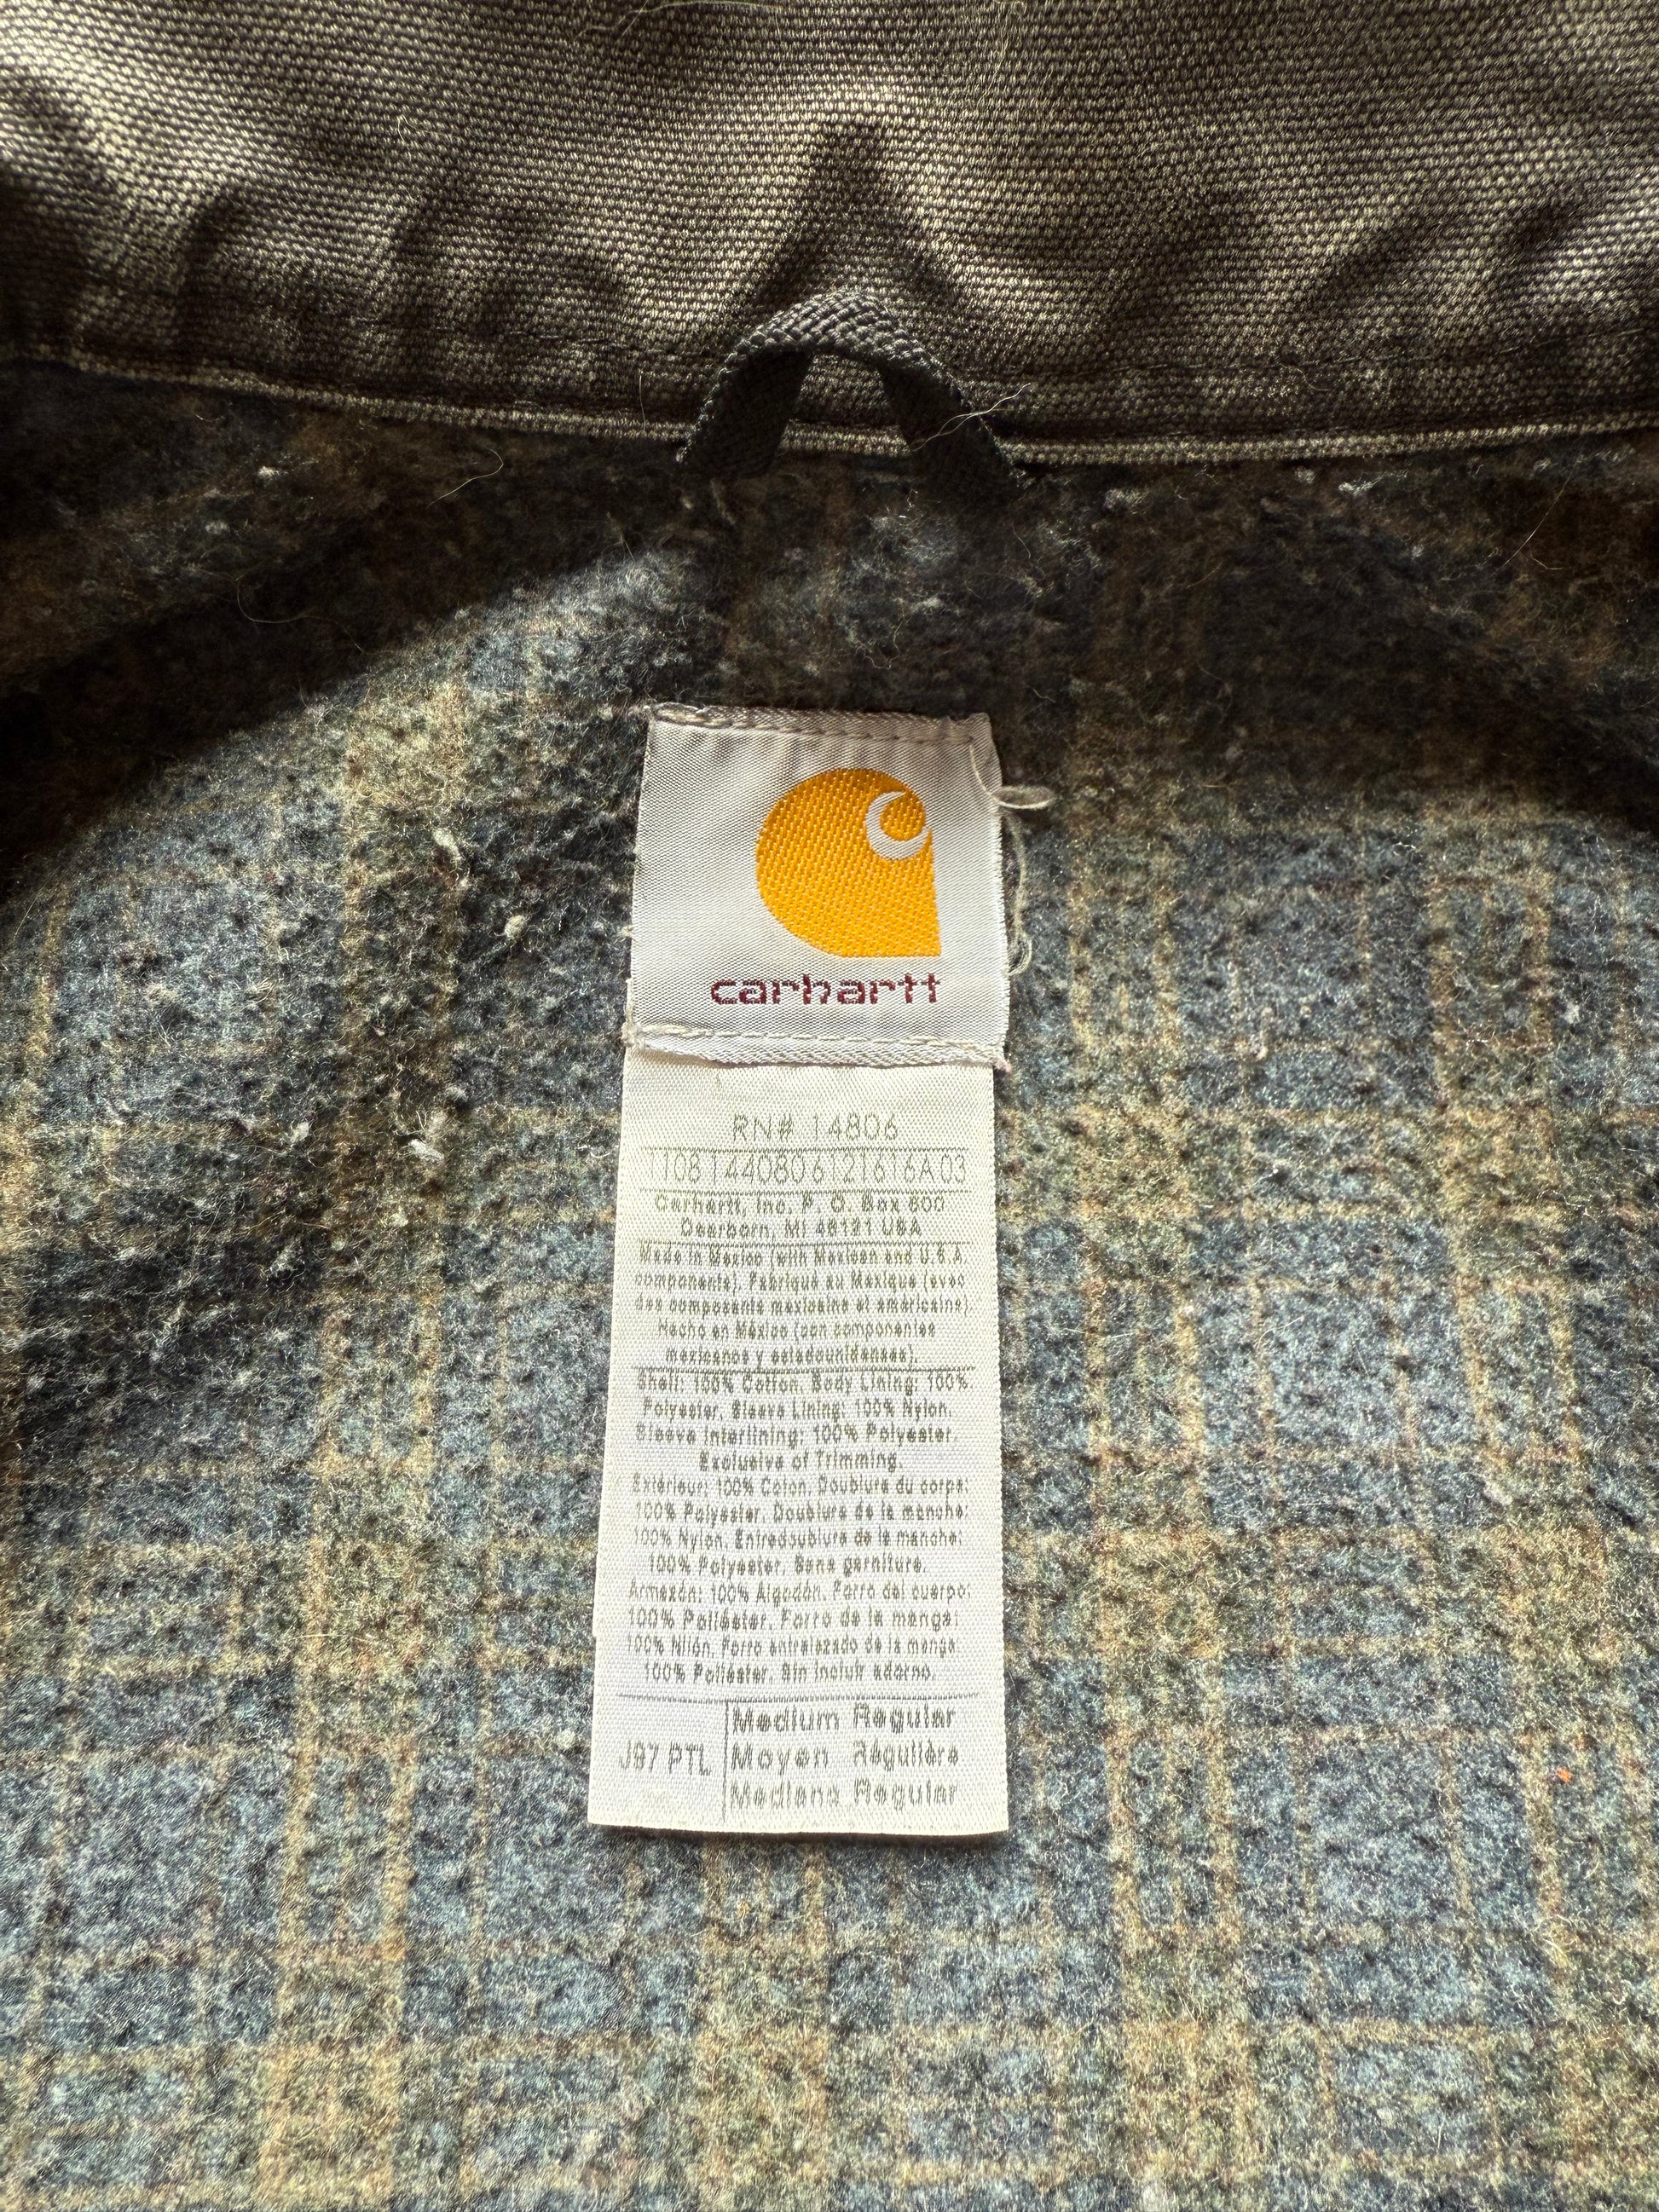 carhartt
RN# 14806
11081440806121616A03
Carhartt, Inc. P. O. Box 600
Dearborn, MI 48121 USA
Made in Mexico (with Mexican and U.S.A.
components). Fabriqué au Mexique (avec
des composants mexicains et américains).
Hecho en México (con componentes
mexicanos y estadounidenses).
Shell: 100% Cotton. Body Lining: 100%
Polyester. Sleeve Lining: 100% Nylon.
Sleeve Interlining: 100% Polyester.
Exclusive of Trimming.
Extérieur: 100% Coton. Doublure du corps:
100% Polyester. Doublure de la manche:
100% Nylon. Entredoublure de la manche:
100% Polyester. Sans garniture.
Armazón: 100% Algodón. Forro del cuerpo:
100% Poliéster. Forro de la manga:
100% Nilón. Forro entrelazado de la manga:
100% Poliéster. Sin incluir adorno.
J97 PTL
Medium Regular
Moyen Régulière
Mediano Regular